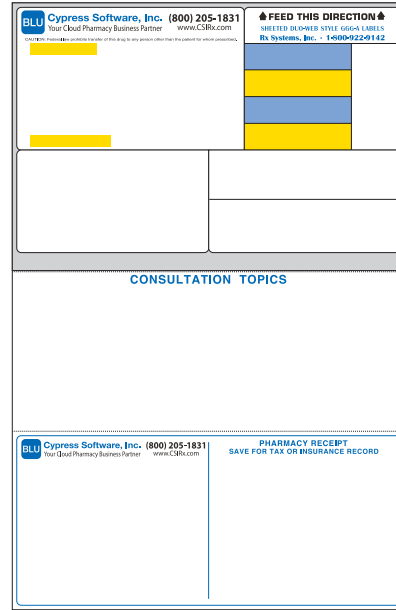 BLU
Cypress Software, Inc. (800) 205-1831
Your Cloud Pharmacy Business Partner www.CSIRx.com
CAUTION: Federal law prohibits transfer of this drug to any person other than the patient for whom prescribed.
FEED THIS DIRECTION
SHEETED DUO-WEB STYLE GGG-A LABELS
Rx Systems, Inc. - 1-800-922-9142
CONSULTATION TOPICS
BLU
Cypress Software, Inc. (800) 205-1831
Your Cloud Pharmacy Business Partner www.CSIRx.com
PHARMACY RECEIPT
SAVE FOR TAX OR INSURANCE RECORD